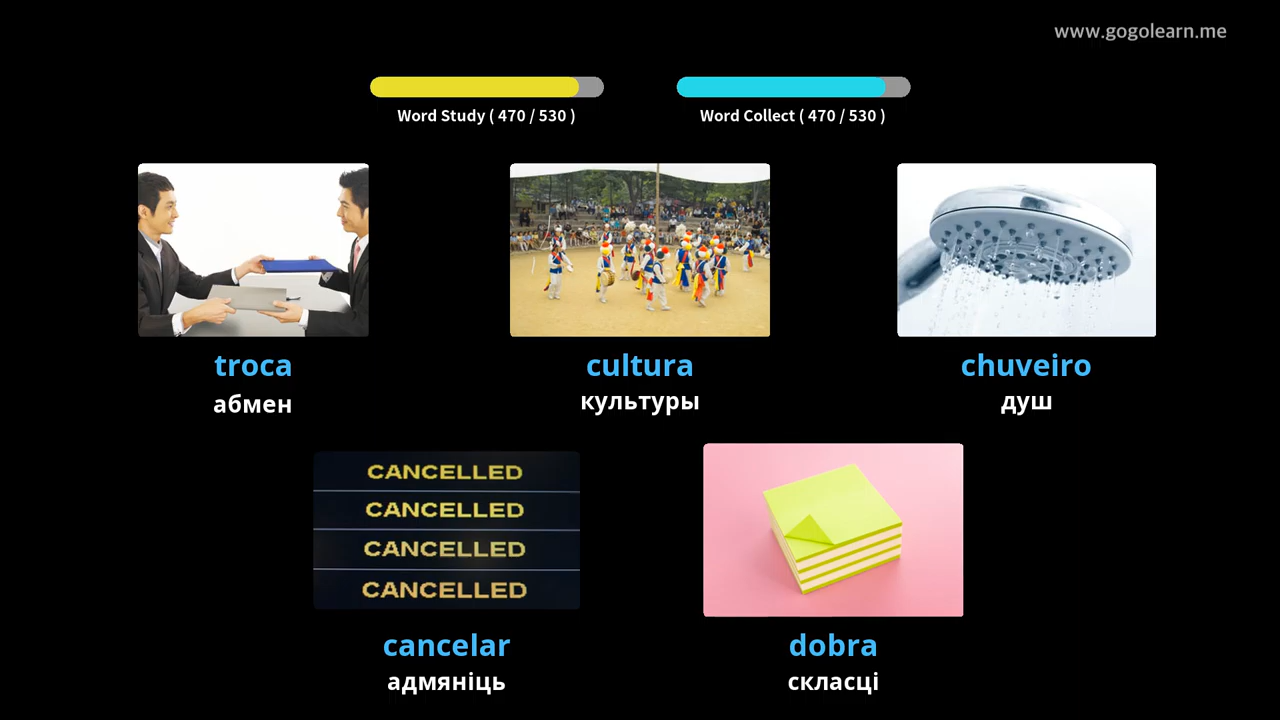 www.gogolearn.me
Word Study ( 470 / 530 )
Word Collect ( 470 / 530 )
troca
абмен
cultura
культуры
chuveiro
душ
CANCELLED
CANCELLED
CANCELLED
CANCELLED
cancelar
адмяніць
dobra
скласці